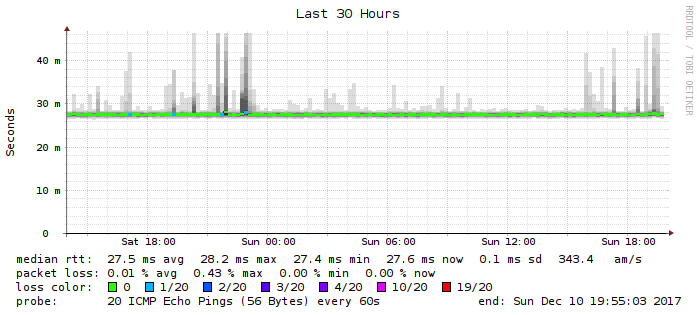 Last 30 Hours
RRDTOOL / TOBI OETIKER
Seconds
40 m
30 m
20 m
10 m
0
Sat 18:00 Sun 00:00 Sun 06:00 Sun 12:00 Sun 18:00
median rtt: 27.5 ms avg 28.2 ms max 27.4 ms min 27.6 ms now 0.1 ms sd 343.4 am/s
packet loss: 0.01 % avg 0.43 % max 0.00 % min 0.00 % now
loss color: 0 1/20 2/20 3/20 4/20 10/20 19/20
probe: 20 ICMP Echo Pings (56 Bytes) every 60s end: Sun Dec 10 19:55:03 2017